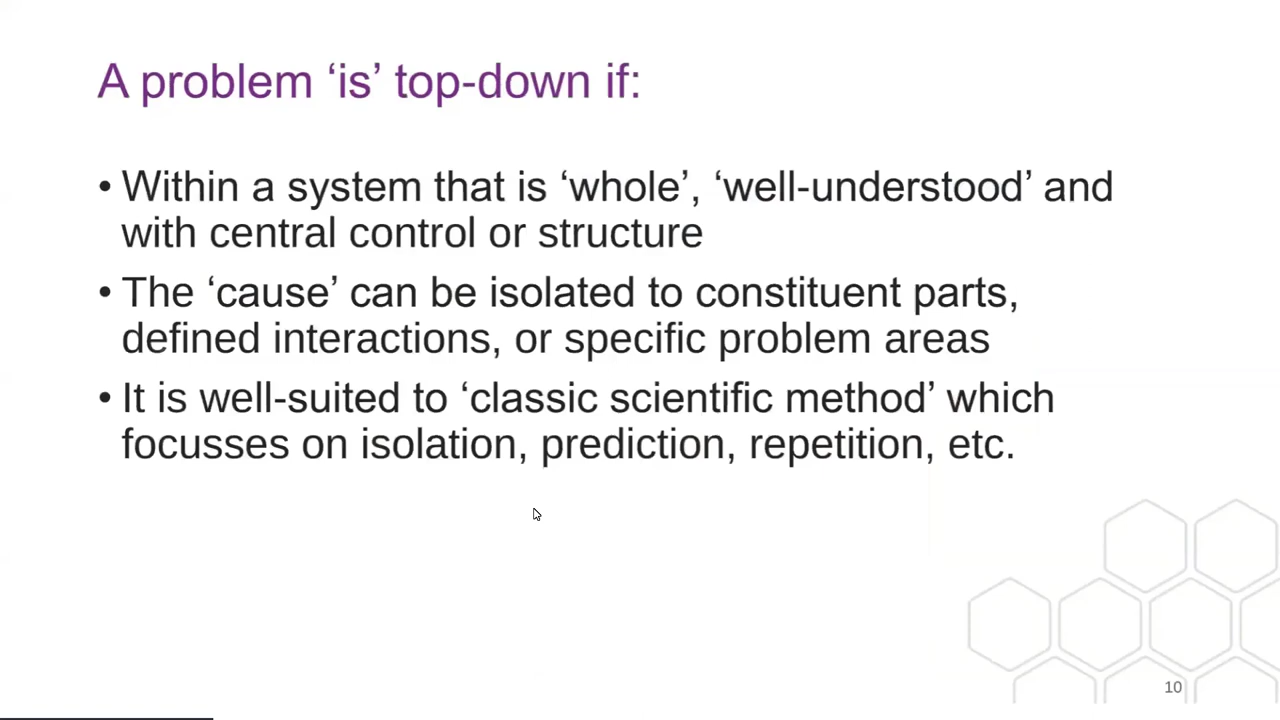 A problem ‘is’ top-down if:
• Within a system that is ‘whole’, ‘well-understood’ and
with central control or structure
• The ‘cause’ can be isolated to constituent parts,
defined interactions, or specific problem areas
• It is well-suited to ‘classic scientific method’ which
focusses on isolation, prediction, repetition, etc.
10